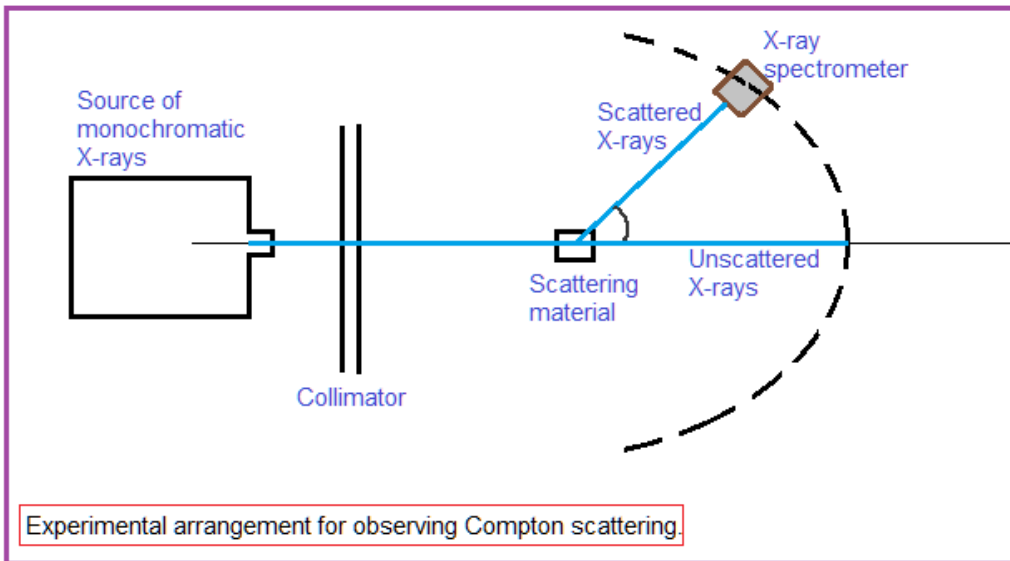 X-ray
spectrometer
Source of
monochromatic
X-rays
Scattered
X-rays
Unscattered
X-rays
Scattering
material
Collimator
Experimental arrangement for observing Compton scattering.